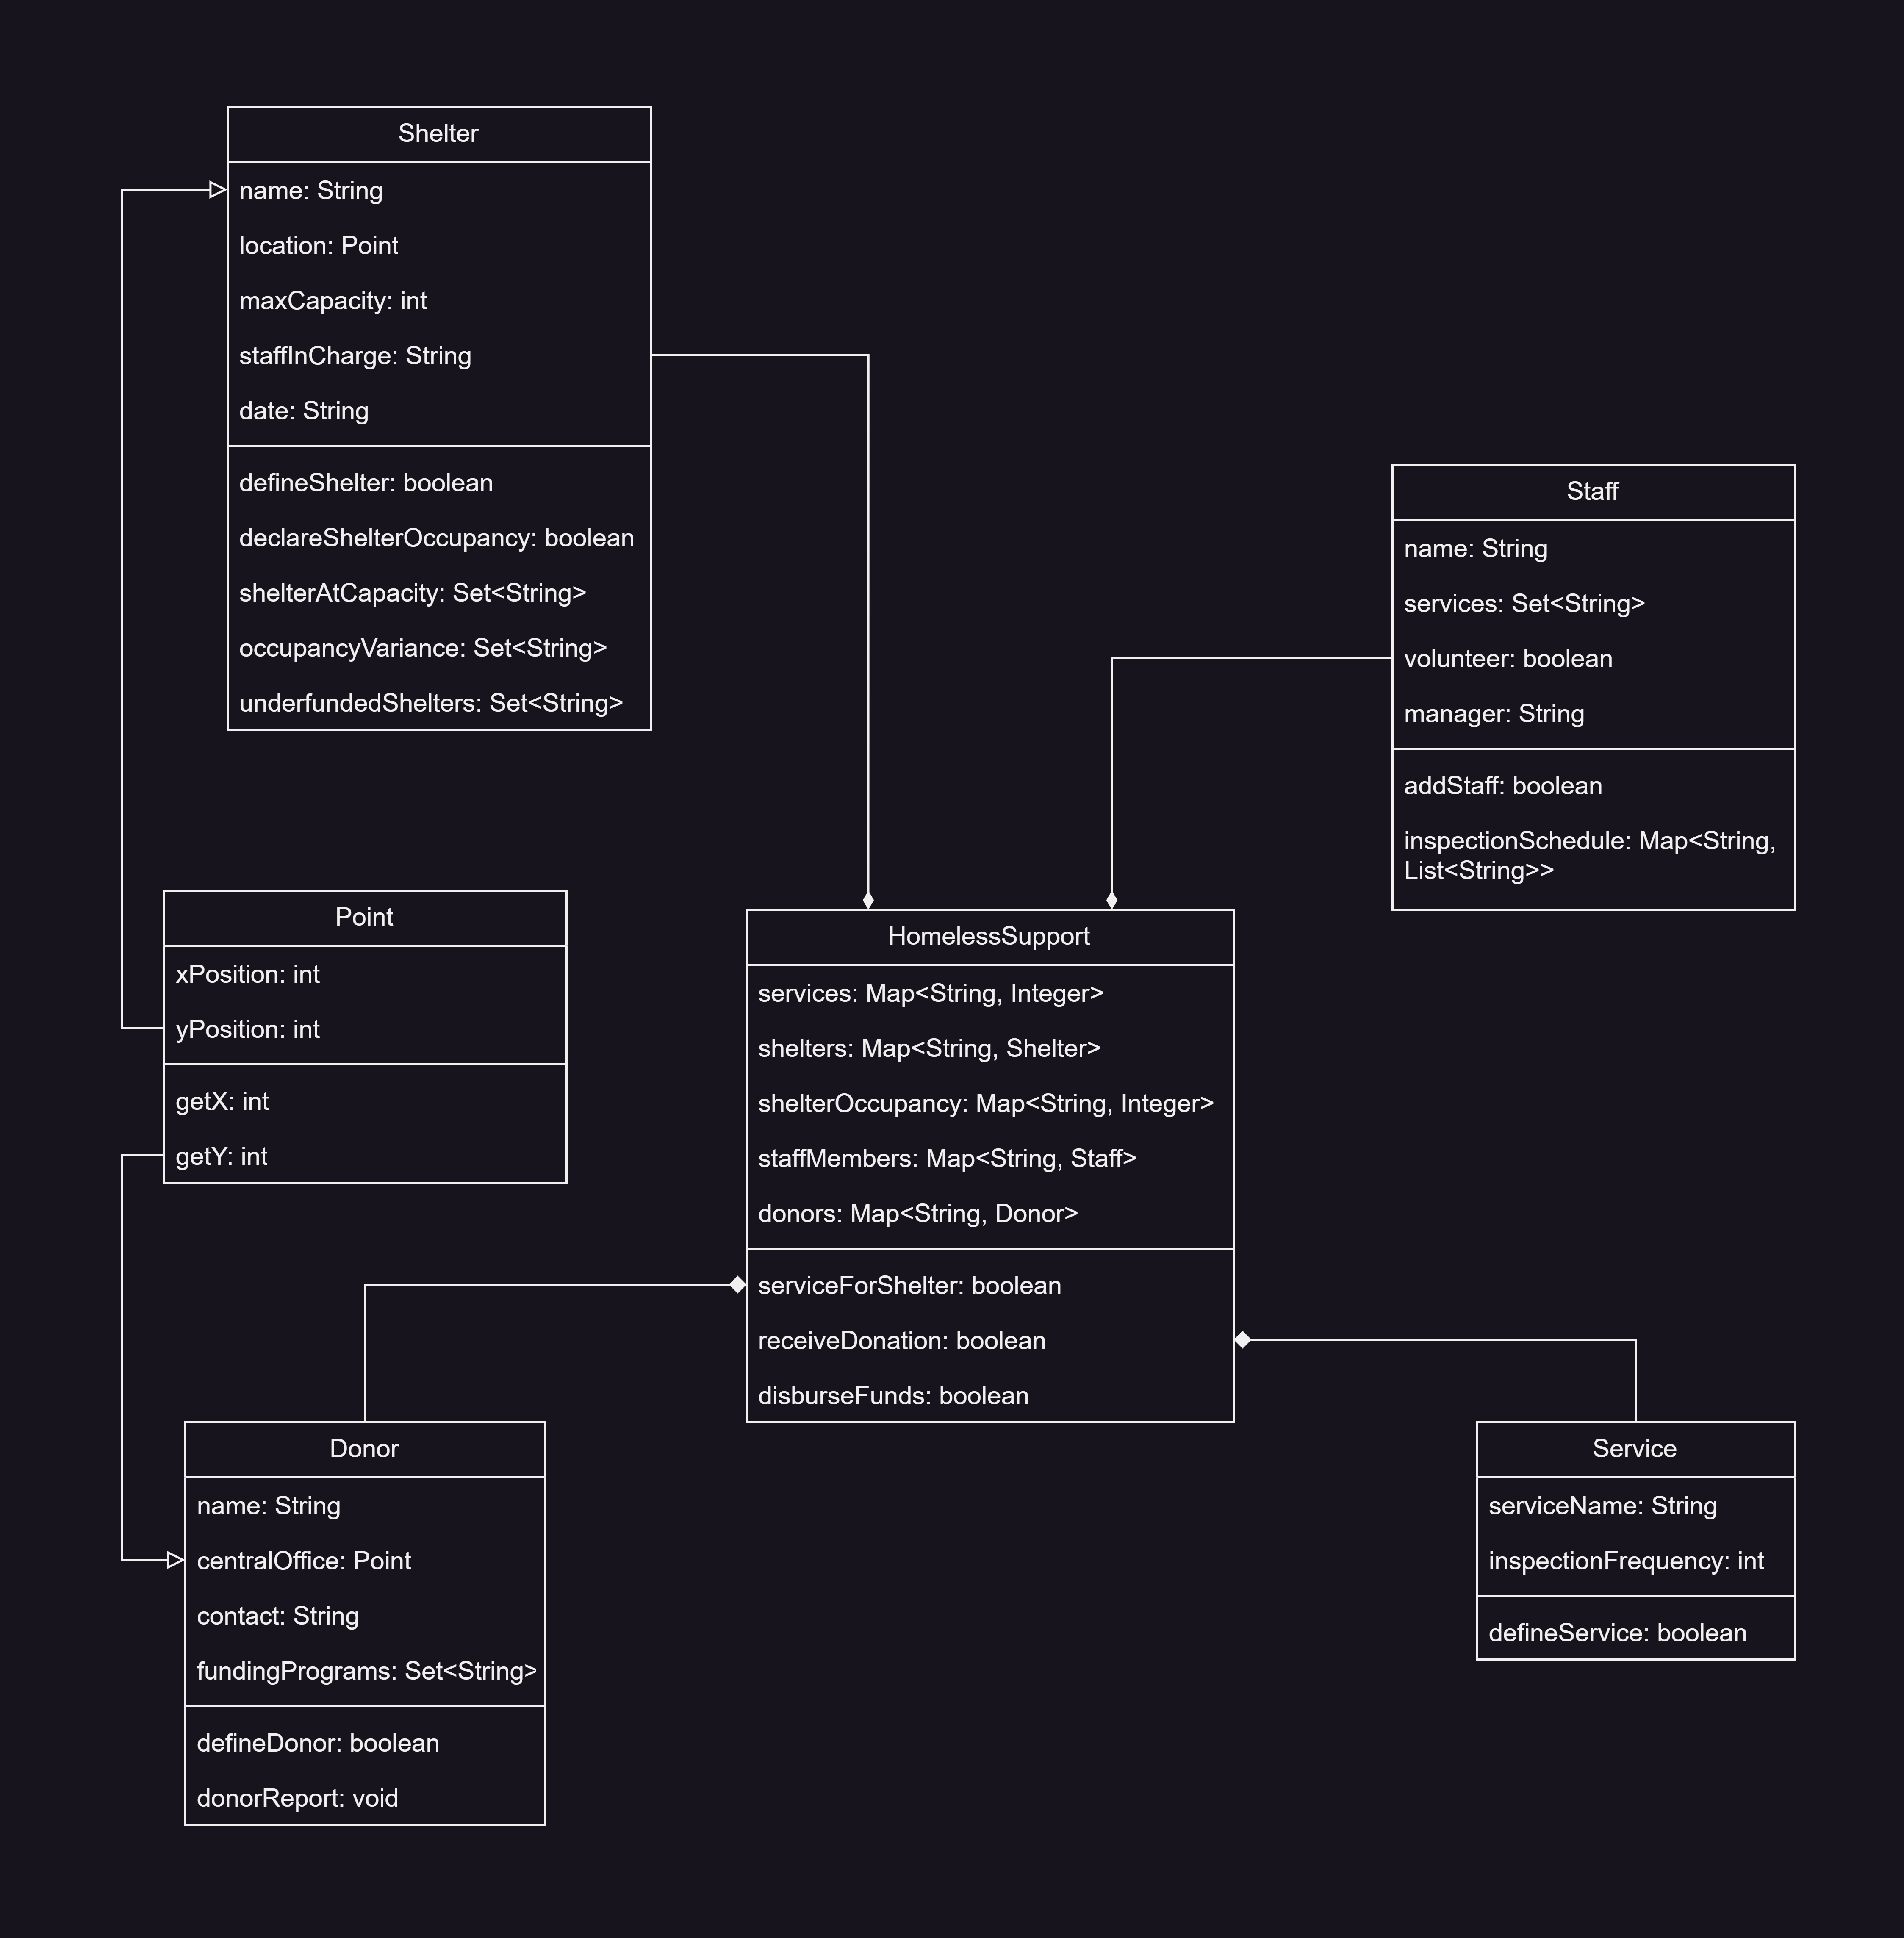 Shelter
name: String
location: Point
maxCapacity: int
staffInCharge: String
date: String
defineShelter: boolean
declareShelterOccupancy: boolean
shelterAtCapacity: Set<String>
occupancyVariance: Set<String>
underfundedShelters: Set<String>
Staff
name: String
services: Set<String>
volunteer: boolean
manager: String
addStaff: boolean
inspectionSchedule: Map<String,
List<String>>
Point
xPosition: int
yPosition: int
getX: int
getY: int
HomelessSupport
services: Map<String, Integer>
shelters: Map<String, Shelter>
shelterOccupancy: Map<String, Integer>
staffMembers: Map<String, Staff>
donors: Map<String, Donor>
serviceForShelter: boolean
receiveDonation: boolean
disburseFunds: boolean
Donor
name: String
centralOffice: Point
contact: String
fundingPrograms: Set<String>
defineDonor: boolean
donorReport: void
Service
serviceName: String
inspectionFrequency: int
defineService: boolean